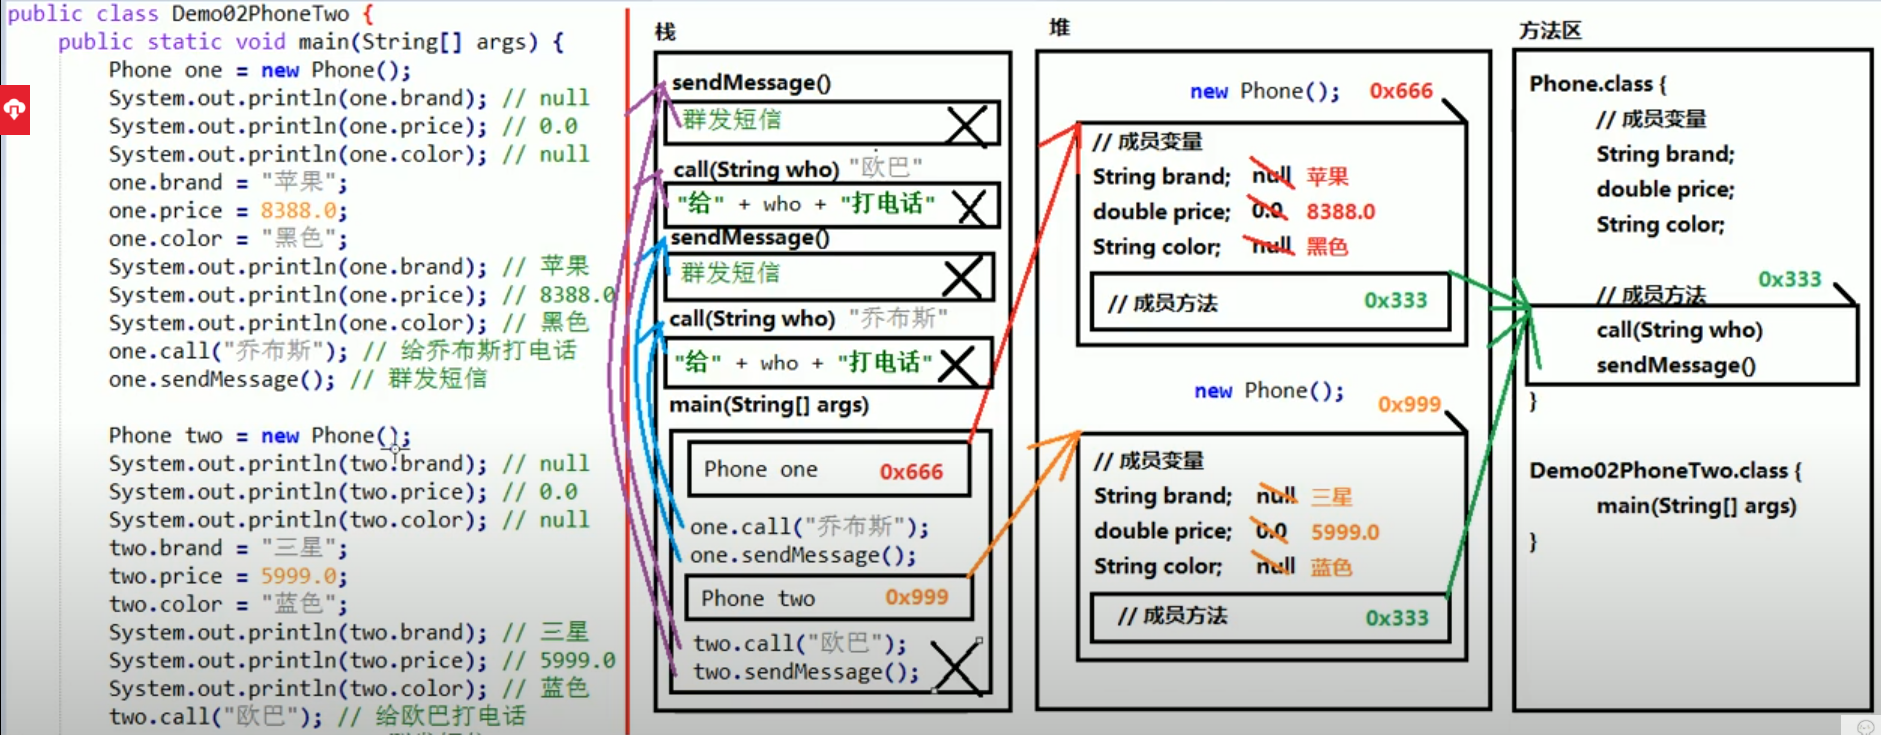 public class Demo02PhoneTwo {
public static void main(String[] args) {
Phone one = new Phone();
System.out.println(one.brand); // null
System.out.println(one.price); // 0.0
System.out.println(one.color); // null
one.brand = "苹果";
one.price = 8388.0;
one.color = "黑色";
System.out.println(one.brand); // 苹果
System.out.println(one.price); // 8388.0
System.out.println(one.color); // 黑色
one.call("乔布斯"); // 给乔布斯打电话
one.sendMessage(); // 群发短信
Phone two = new Phone();
System.out.println(two.brand); // null
System.out.println(two.price); // 0.0
System.out.println(two.color); // null
two.brand = "三星";
two.price = 5999.0;
two.color = "蓝色";
System.out.println(two.brand); // 三星
System.out.println(two.price); // 5999.0
System.out.println(two.color); // 蓝色
two.call("欧巴"); // 给欧巴打电话
栈
sendMessage()
群发短信
call(String who) "欧巴"
"给" + who + "打电话"
sendMessage()
群发短信
call(String who) "乔布斯"
"给" + who + "打电话"
main(String[] args)
Phone one 0x666
one.call("乔布斯");
one.sendMessage();
Phone two 0x999
two.call("欧巴");
two.sendMessage();
堆
new Phone(); 0x666
// 成员变量
String brand; null 苹果
double price; 0.0 8388.0
String color; null 黑色
// 成员方法 0x333
new Phone(); 0x999
// 成员变量
String brand; null 三星
double price; 0.0 5999.0
String color; null 蓝色
// 成员方法 0x333
方法区
Phone.class {
// 成员变量
String brand;
double price;
String color;
// 成员方法 0x333
call(String who)
sendMessage()
}
Demo02PhoneTwo.class {
main(String[] args)
}